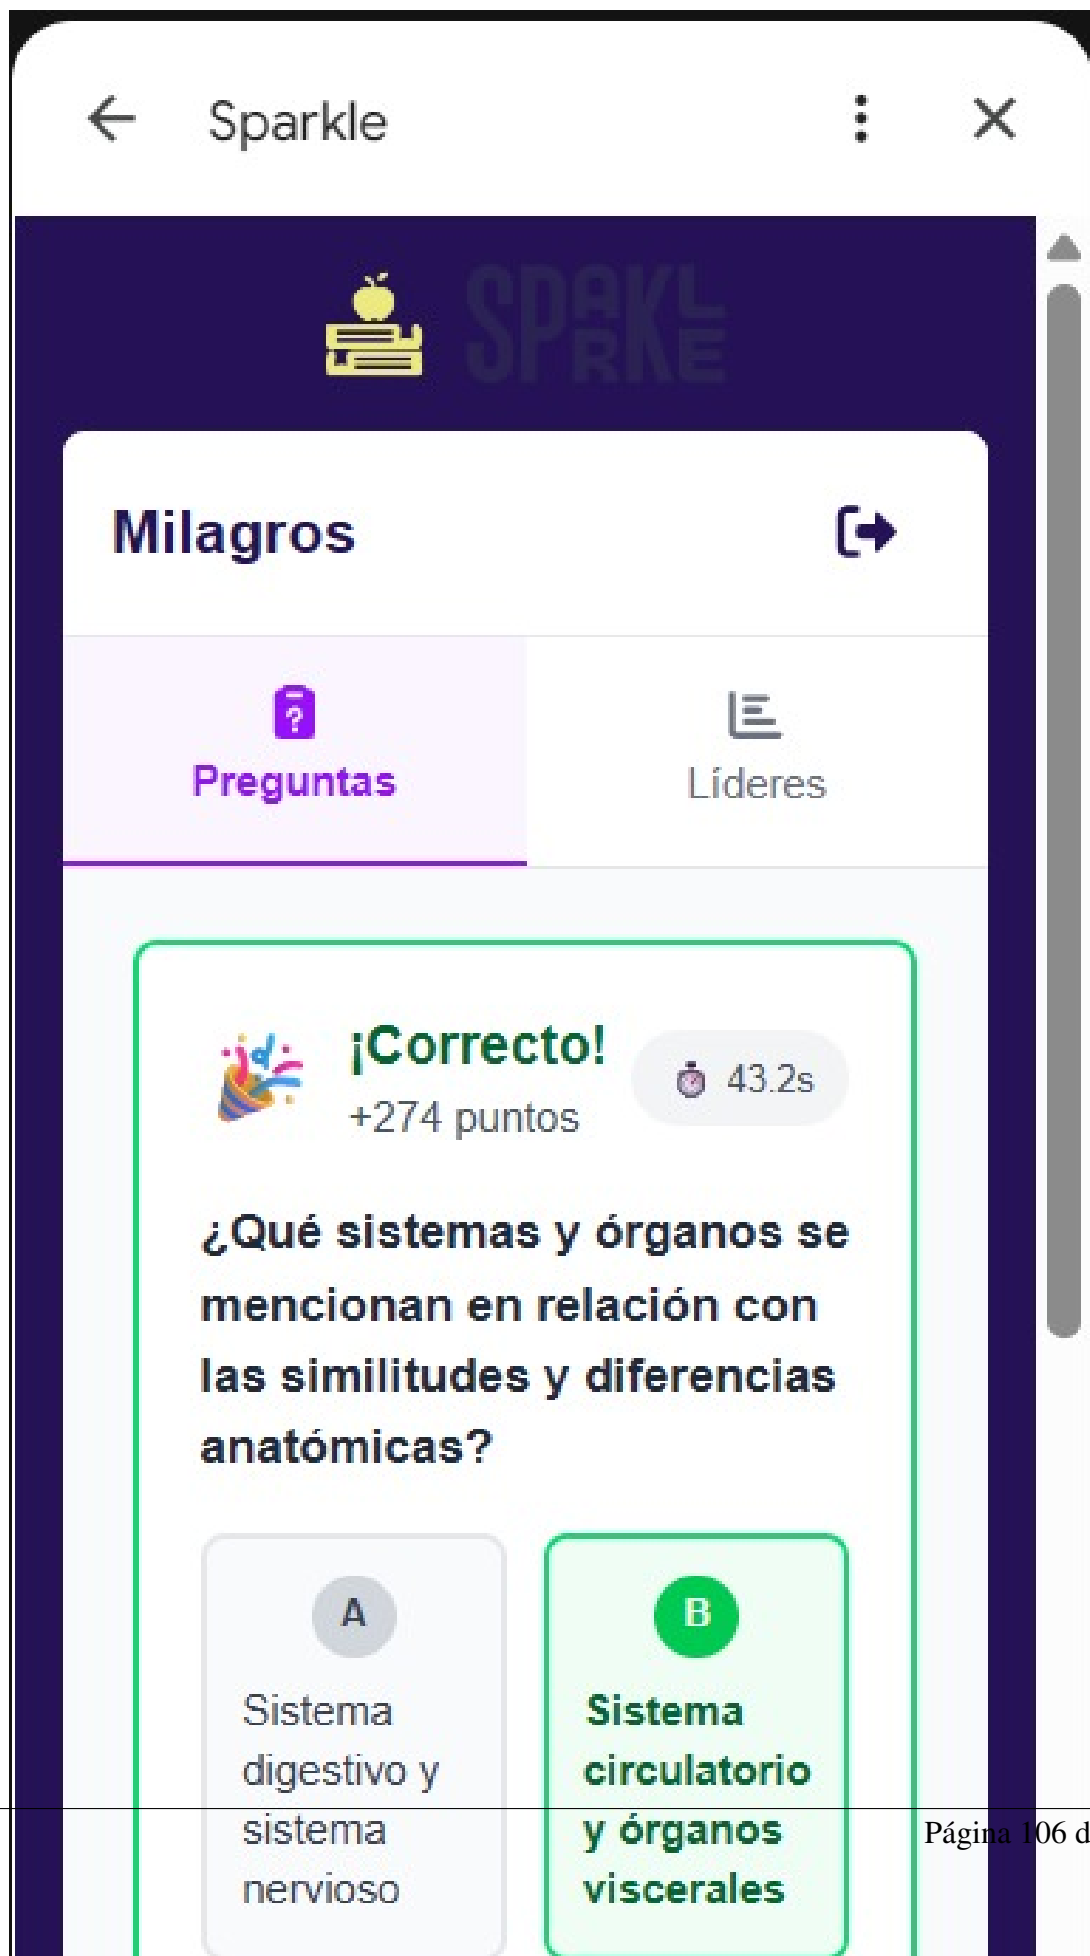 Sparkle
SPARKLE
Milagros
Preguntas
Líderes
¡Correcto!
+274 puntos
43.2s
¿Qué sistemas y órganos se
mencionan en relación con
las similitudes y diferencias
anatómicas?
A
Sistema
digestivo y
sistema
nervioso
B
Sistema
circulatorio
y órganos
viscerales
Página 106 d